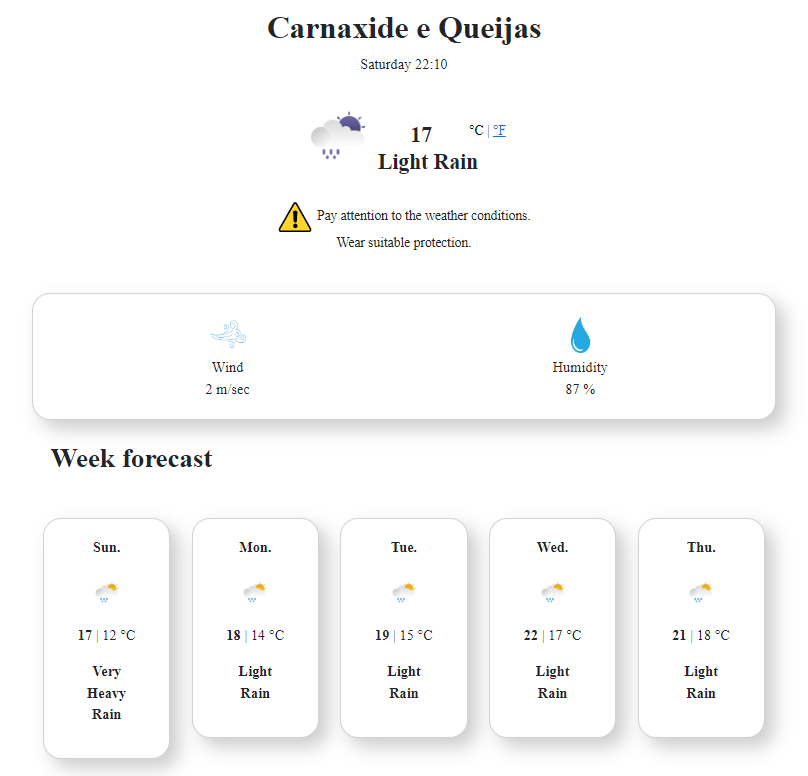 Carnaxide e Queijas
Saturday 22:10
17 °C | °F
Light Rain
Pay attention to the weather conditions.
Wear suitable protection.
Wind
2 m/sec
Humidity
87 %
Week forecast
Sun.
17 | 12 °C
Very
Heavy
Rain
Mon.
18 | 14 °C
Light
Rain
Tue.
19 | 15 °C
Light
Rain
Wed.
22 | 17 °C
Light
Rain
Thu.
21 | 18 °C
Light
Rain